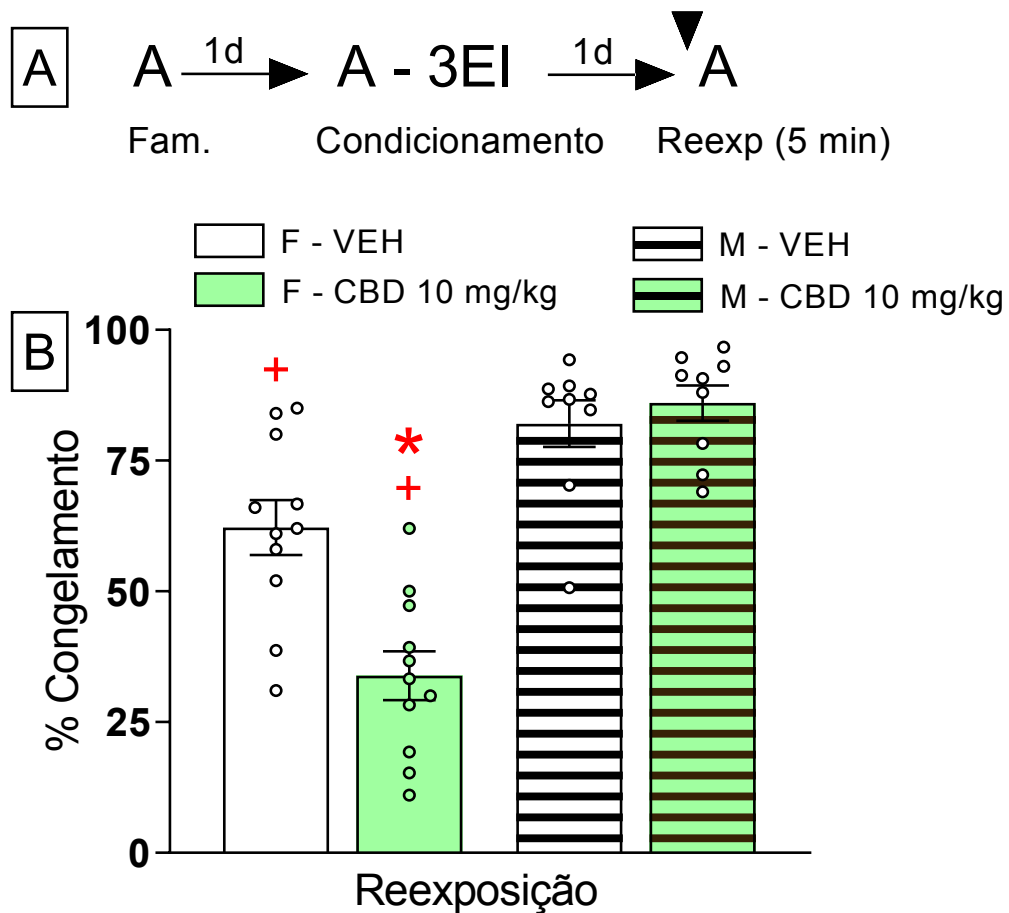 A
A 1d A - 3EI 1d A
Fam. Condicionamento Reexp (5 min)
F - VEH M - VEH
F - CBD 10 mg/kg M - CBD 10 mg/kg
B
% Congelamento
100
75
50
25
0
+
*
+
Reexposição